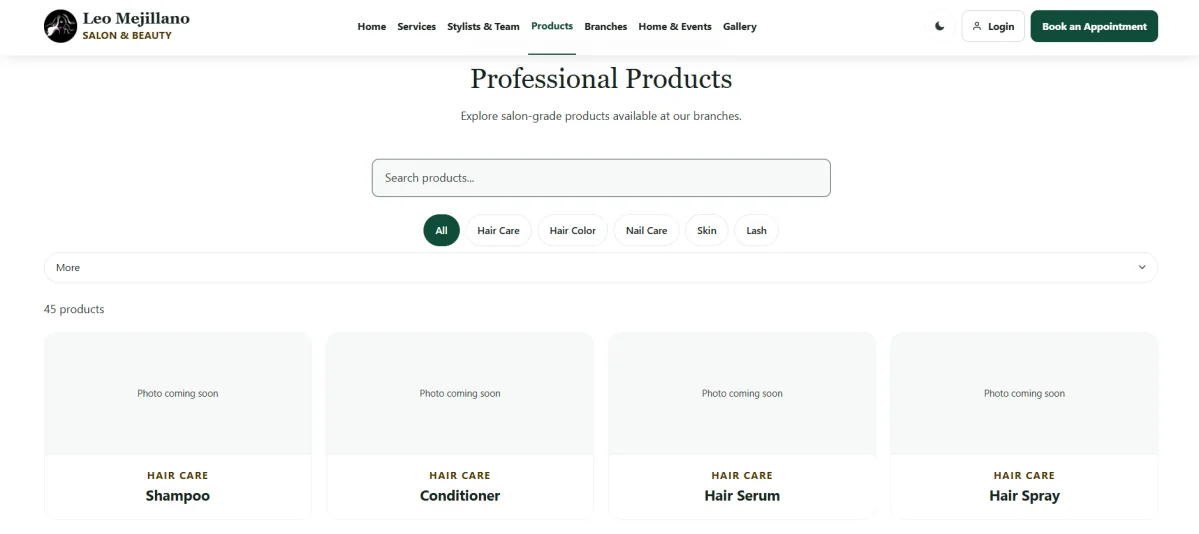 Leo Mejillano
SALON & BEAUTY
Home Services Stylists & Team Products Branches Home & Events Gallery
Login
Book an Appointment
Professional Products
Explore salon-grade products available at our branches.
Search products...
All Hair Care Hair Color Nail Care Skin Lash
More
45 products
Photo coming soon Photo coming soon Photo coming soon Photo coming soon
HAIR CARE HAIR CARE HAIR CARE HAIR CARE
Shampoo Conditioner Hair Serum Hair Spray